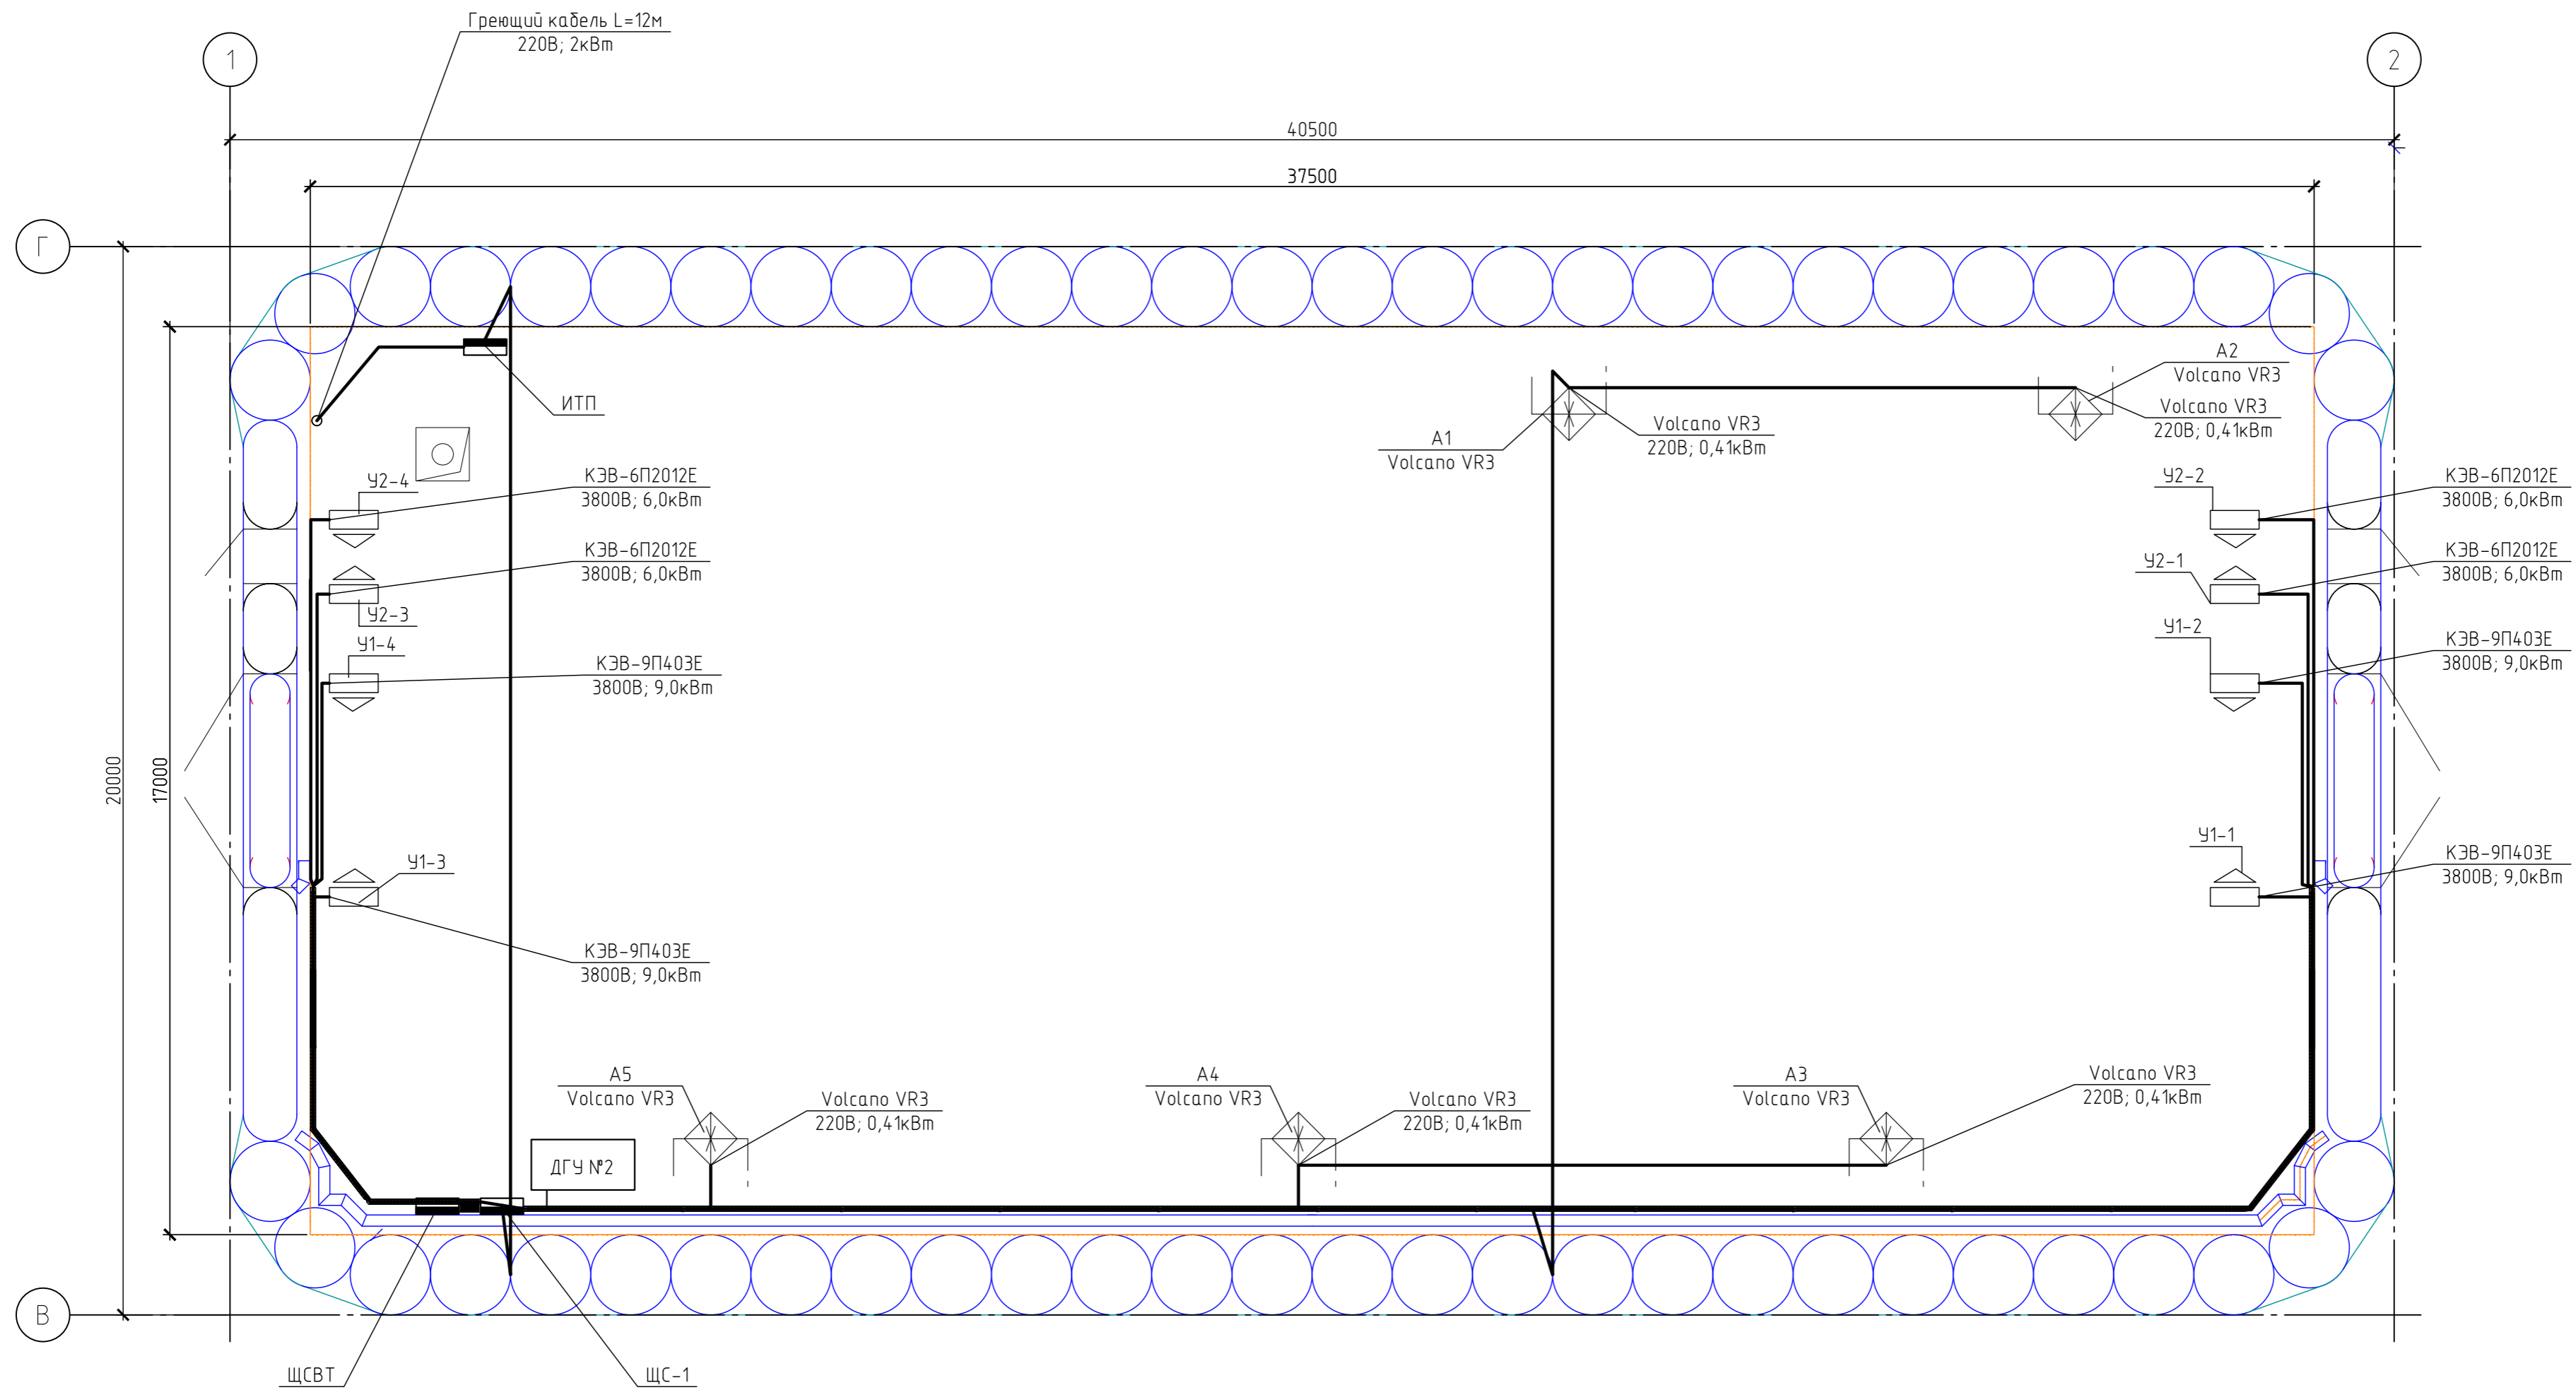 Греющий кабель L=12м
220В; 2кВт
1
2
40500
37500
Г
ИТП
А2
Volcano VR3
Volcano VR3
220В; 0,41кВт
Volcano VR3
220В; 0,41кВт
А1
Volcano VR3
У2-4
КЭВ-6П2012Е
3800В; 6,0кВт
У2-2
КЭВ-6П2012Е
3800В; 6,0кВт
КЭВ-6П2012Е
3800В; 6,0кВт
У2-3
У2-1
КЭВ-6П2012Е
3800В; 6,0кВт
У1-4
КЭВ-9П403Е
3800В; 9,0кВт
У1-2
КЭВ-9П403Е
3800В; 9,0кВт
20000
17000
У1-3
У1-1
КЭВ-9П403Е
3800В; 9,0кВт
КЭВ-9П403Е
3800В; 9,0кВт
А5
Volcano VR3
Volcano VR3
220В; 0,41кВт
А4
Volcano VR3
Volcano VR3
220В; 0,41кВт
А3
Volcano VR3
Volcano VR3
220В; 0,41кВт
ДГУ №2
В
ЩСВТ
ЩС-1